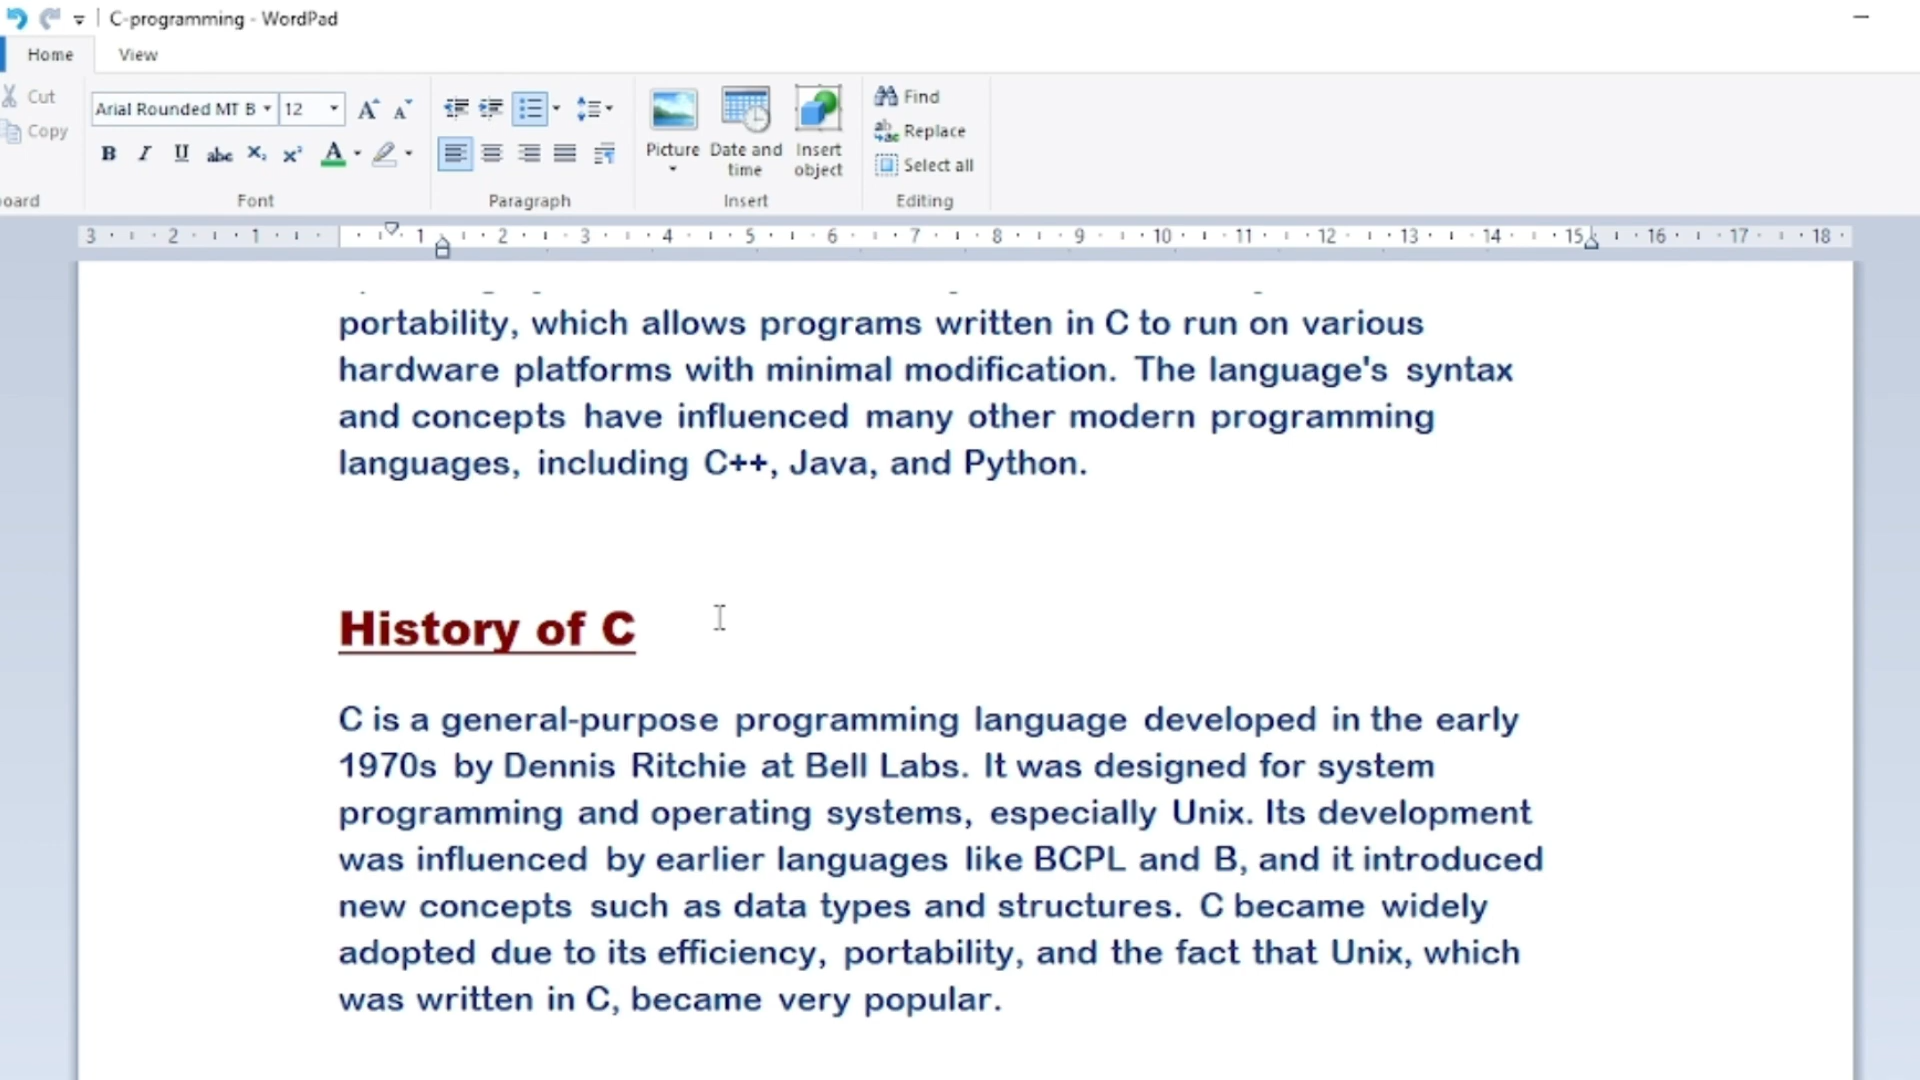 C-programming - WordPad
Home View
Cut
Copy
Arial Rounded MT B 12
B I U abc X₂ X² A
Picture
Date and time
Insert object
Find
Replace
Select all
oard Font Paragraph Insert Editing
3 2 1 1 2 3 4 5 6 7 8 9 10 11 12 13 14 15 16 17 18
portability, which allows programs written in C to run on various
hardware platforms with minimal modification. The language's syntax
and concepts have influenced many other modern programming
languages, including C++, Java, and Python.
History of C
C is a general-purpose programming language developed in the early
1970s by Dennis Ritchie at Bell Labs. It was designed for system
programming and operating systems, especially Unix. Its development
was influenced by earlier languages like BCPL and B, and it introduced
new concepts such as data types and structures. C became widely
adopted due to its efficiency, portability, and the fact that Unix, which
was written in C, became very popular.